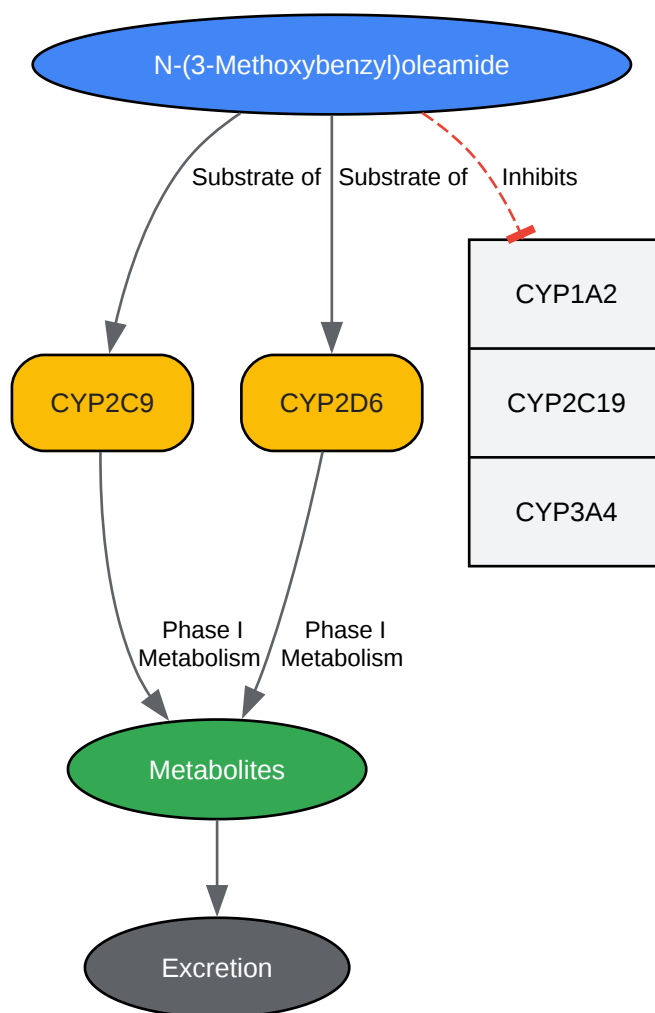 N-(3-Methoxybenzyl)oleamide
Substrate of
Substrate of
Inhibits
CYP1A2
CYP2C9
CYP2D6
CYP2C19
CYP3A4
Phase I
Metabolism
Phase I
Metabolism
Metabolites
Excretion